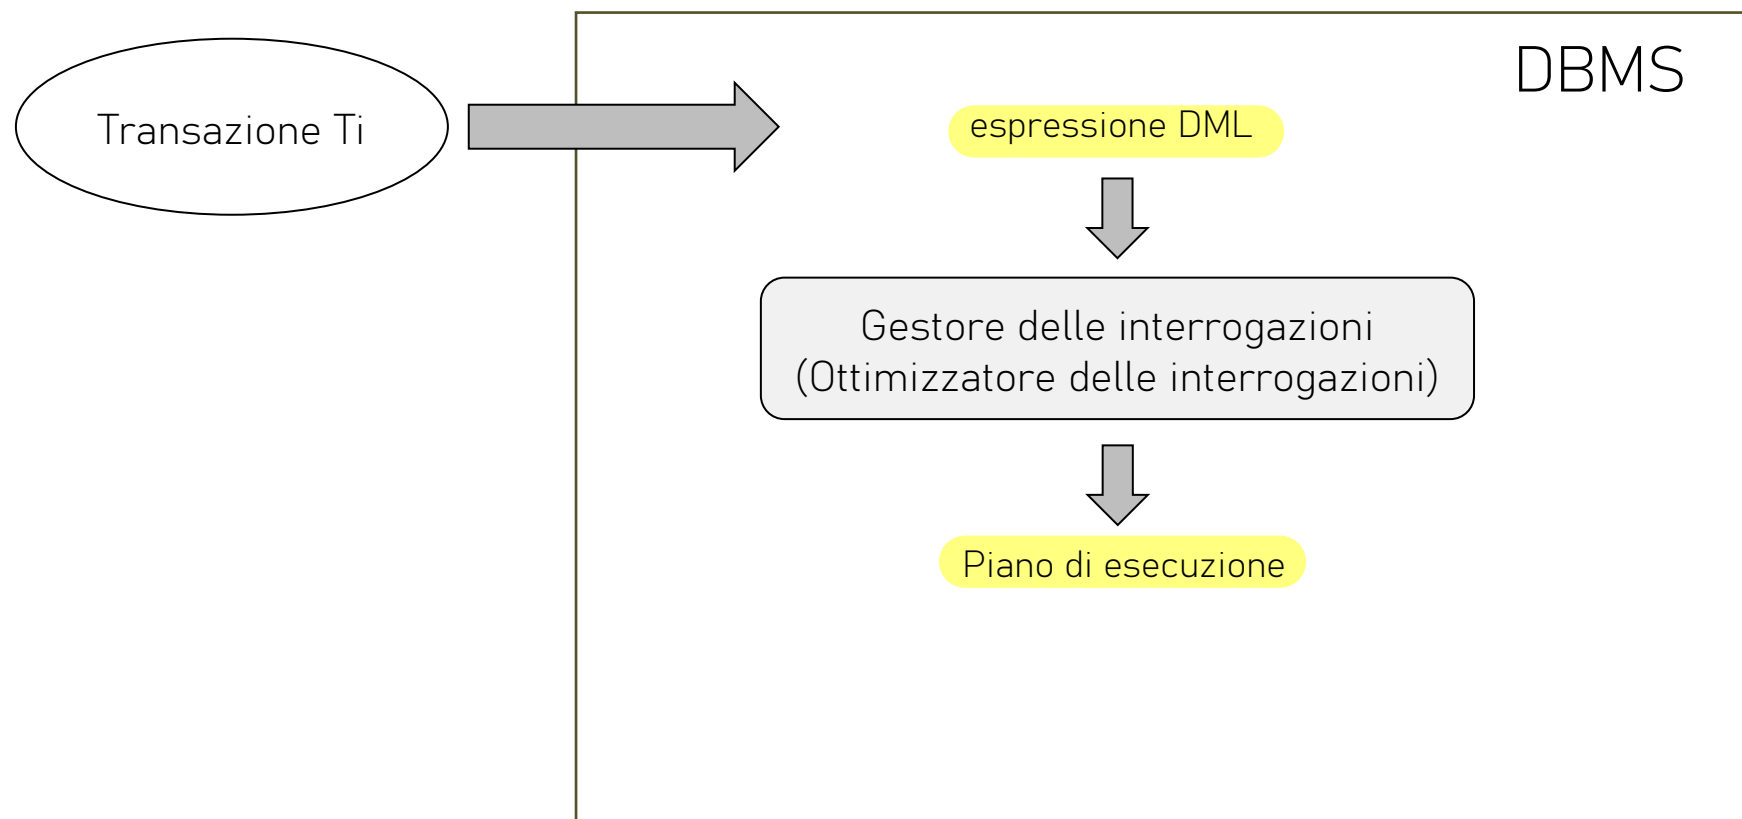 DBMS
Transazione Ti
espressione DML
Gestore delle interrogazioni
(Ottimizzatore delle interrogazioni)
Piano di esecuzione